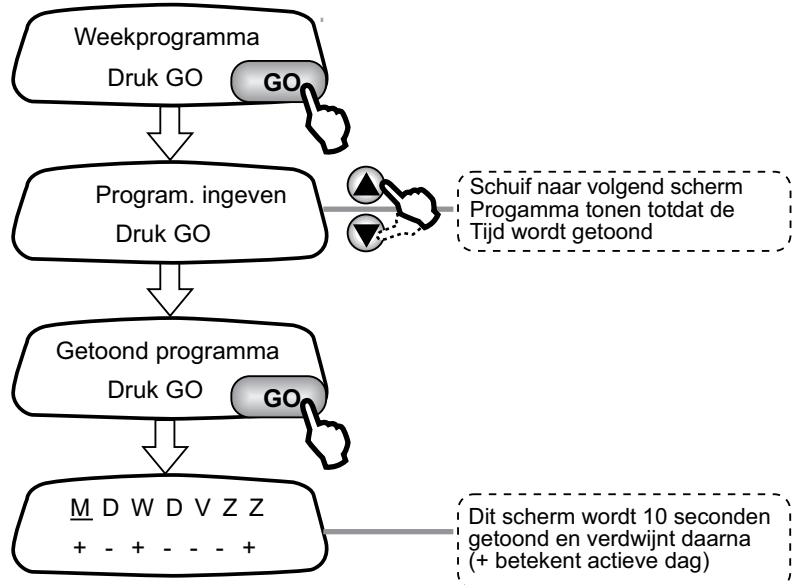 Weekprogramma
Druk GO
GO
Program. ingeven
Druk GO
Schuif naar volgend scherm
Progamma tonen totdat de
Tijd wordt getoond
Getoond programma
Druk GO
GO
M D W D V Z Z
+ - + - - - +
Dit scherm wordt 10 seconden
getoond en verdwijnt daarna
(+ betekent actieve dag)